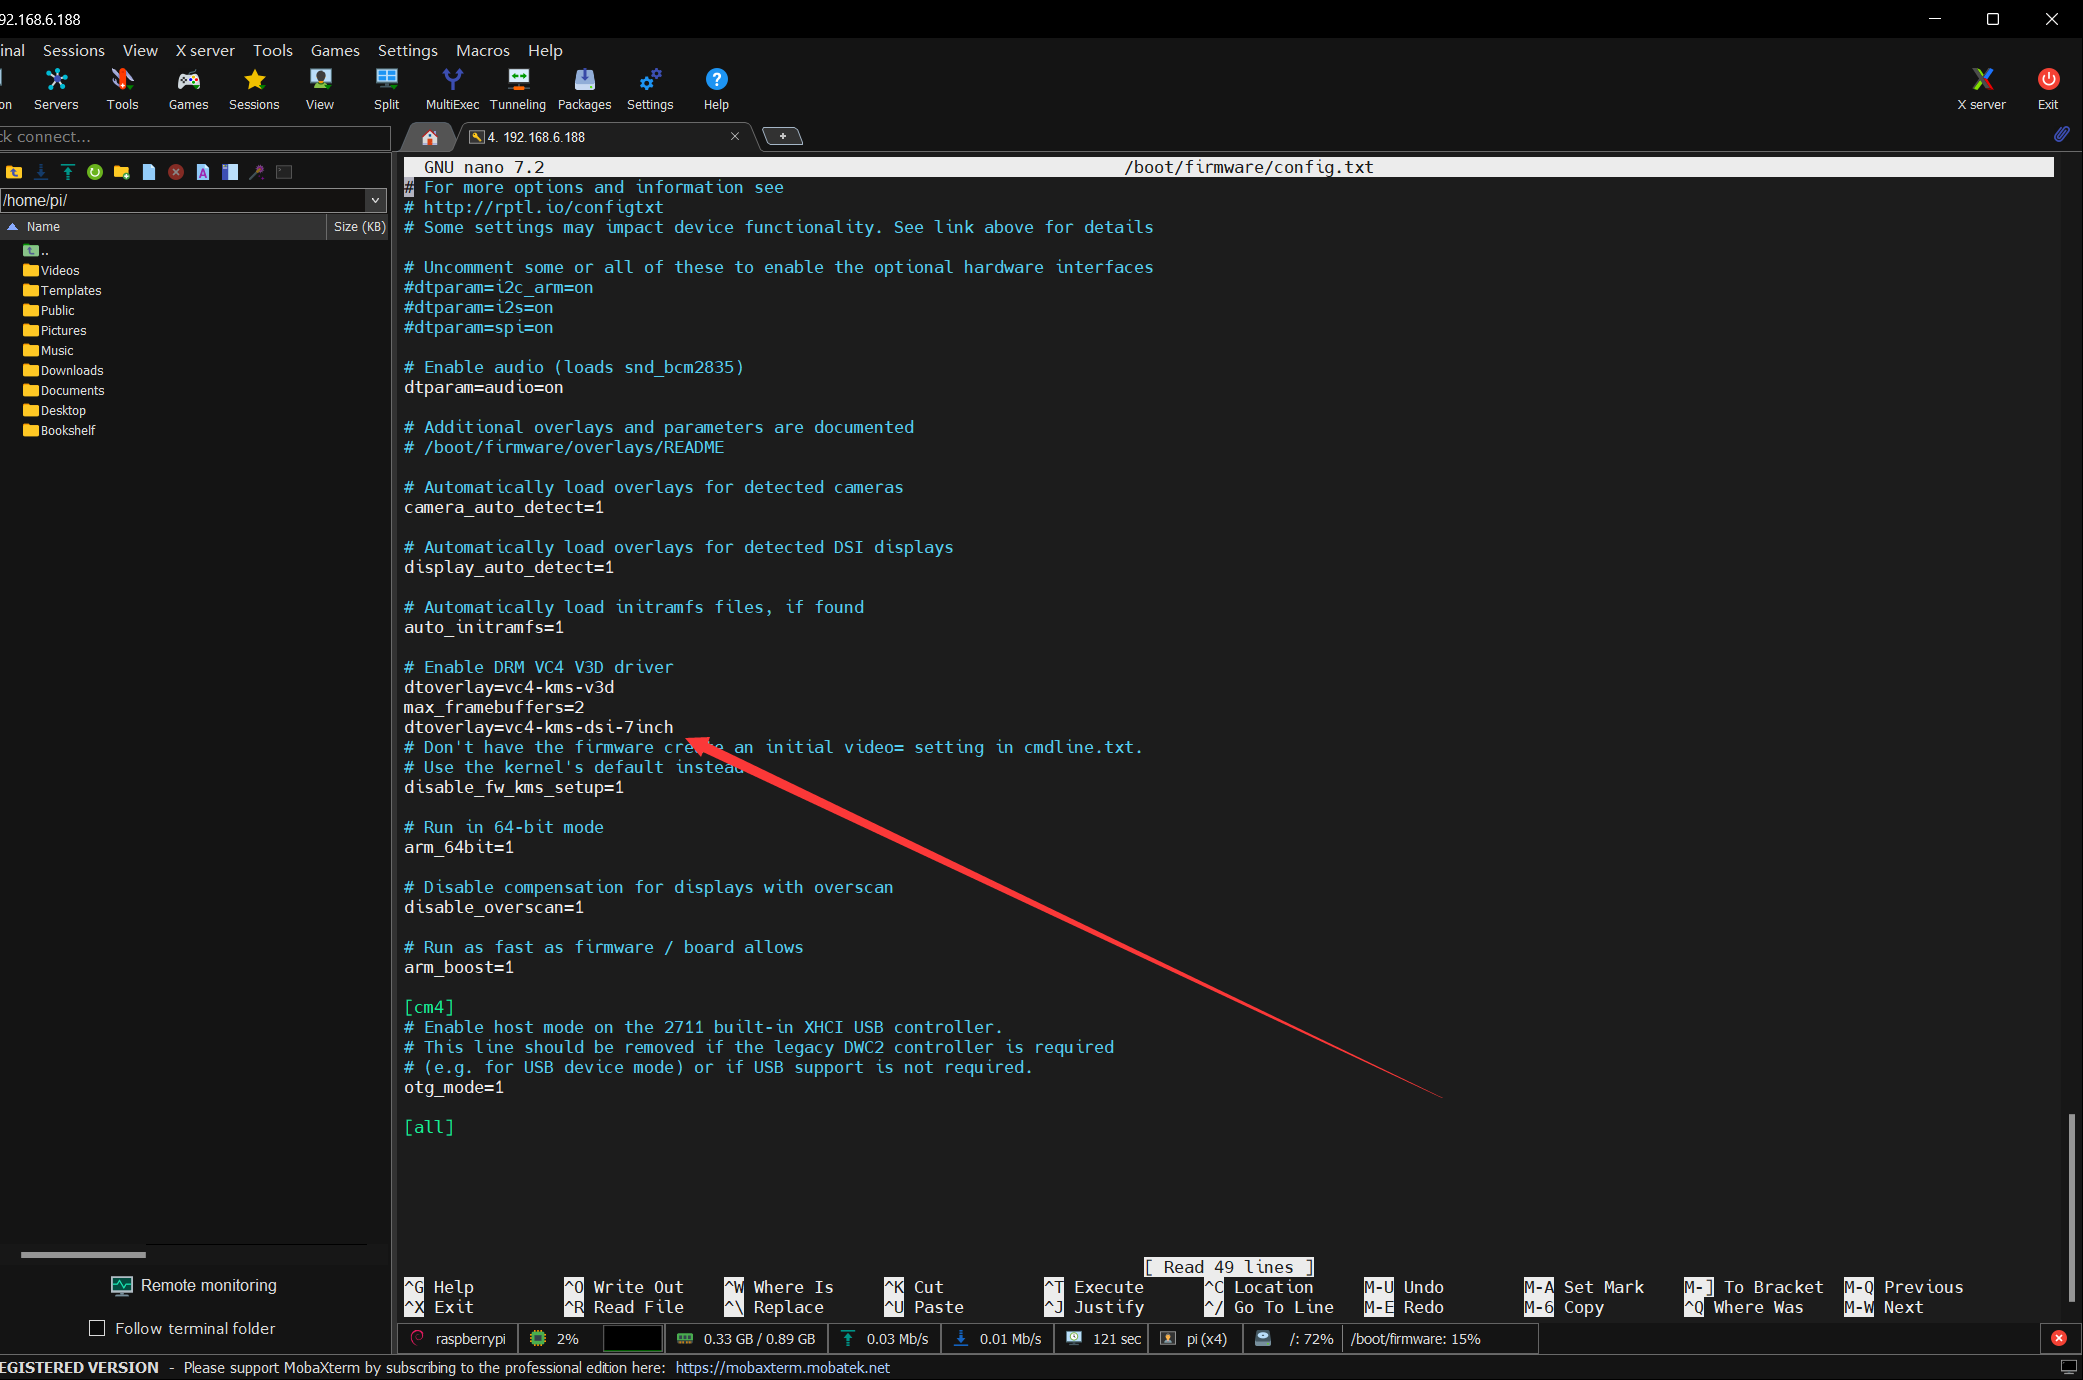 92.168.6.188
inal Sessions View X server Tools Games Settings Macros Help
on Servers Tools Games Sessions View Split MultiExec Tunneling Packages Settings Help X server Exit
ck connect...
4. 192.168.6.188
/home/pi/
Name Size (KB)
..
Videos
Templates
Public
Pictures
Music
Downloads
Documents
Desktop
Bookshelf
Remote monitoring
Follow terminal folder
GNU nano 7.2 /boot/firmware/config.txt
# For more options and information see
# http://rptl.io/configtxt
# Some settings may impact device functionality. See link above for details
# Uncomment some or all of these to enable the optional hardware interfaces
#dtparam=i2c_arm=on
#dtparam=i2s=on
#dtparam=spi=on
# Enable audio (loads snd_bcm2835)
dtparam=audio=on
# Additional overlays and parameters are documented
# /boot/firmware/overlays/README
# Automatically load overlays for detected cameras
camera_auto_detect=1
# Automatically load overlays for detected DSI displays
display_auto_detect=1
# Automatically load initramfs files, if found
auto_initramfs=1
# Enable DRM VC4 V3D driver
dtoverlay=vc4-kms-v3d
max_framebuffers=2
dtoverlay=vc4-kms-dsi-7inch
# Don't have the firmware create an initial video= setting in cmdline.txt.
# Use the kernel's default instead
disable_fw_kms_setup=1
# Run in 64-bit mode
arm_64bit=1
# Disable compensation for displays with overscan
disable_overscan=1
# Run as fast as firmware / board allows
arm_boost=1
[cm4]
# Enable host mode on the 2711 built-in XHCI USB controller.
# This line should be removed if the legacy DWC2 controller is required
# (e.g. for USB device mode) or if USB support is not required.
otg_mode=1
[all]
[ Read 49 lines ]
^G Help ^O Write Out ^W Where Is ^K Cut ^T Execute ^C Location M-U Undo M-A Set Mark M-] To Bracket M-Q Previous
^X Exit ^R Read File ^\ Replace ^U Paste ^J Justify ^/ Go To Line M-E Redo M-6 Copy ^Q Where Was M-W Next
raspberrypi 2% 0.33 GB / 0.89 GB 0.03 Mb/s 0.01 Mb/s 121 sec pi (x4) /: 72% /boot/firmware: 15%
EGISTERED VERSION - Please support MobaXterm by subscribing to the professional edition here: https://mobaxterm.mobatek.net